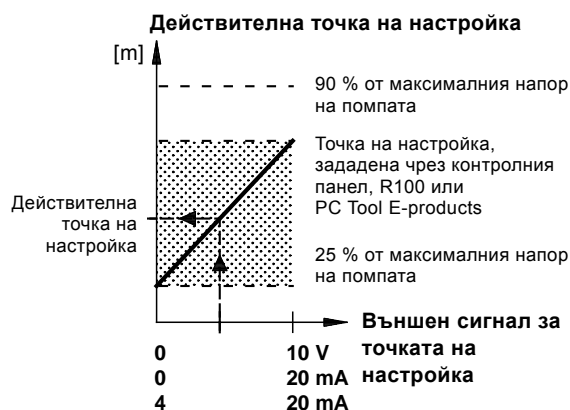 Действителна точка на настройка
[m]
90 % от максималния напор
на помпата
Точка на настройка,
зададена чрез контролния
панел, R100 или
PC Tool E-products
Действителна
точка на
настройка
25 % от максималния напор
на помпата
Външен сигнал за
точката на
настройка
0 10 V
0 20 mA
4 20 mA